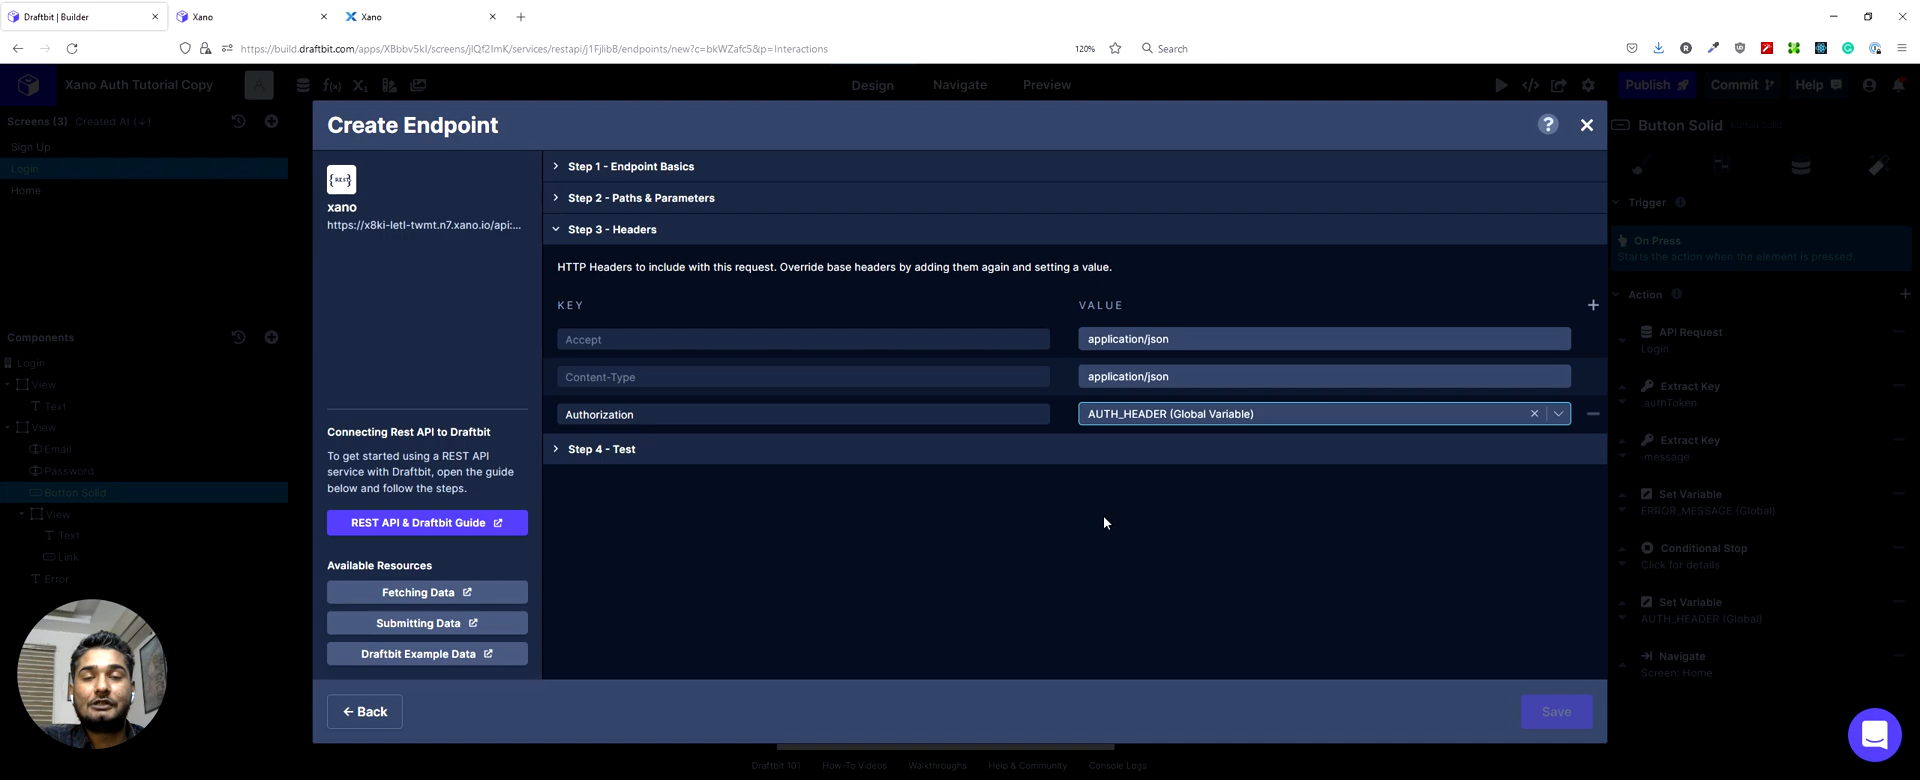 Draftbit | Builder
Xano
Xano
https://build.draftbit.com/apps/XBbbv5kI/screens/jlQf2ImK/services/restapi/j1FjlibB/endpoints/new?c=bkWZafc5&p=Interactions
120%
Search
Xano Auth Tutorial Copy
Design
Navigate
Preview
Publish
Commit
Help
Screens (3) Created At (↓)
Sign Up
Login
Home
Components
Login
View
Text
View
Email
Password
Button Solid
View
Text
Link
Error
Create Endpoint
?
{REST}
xano
https://x8ki-letl-twmt.n7.xano.io/api:...
Connecting Rest API to Draftbit
To get started using a REST API
service with Draftbit, open the guide
below and follow the steps.
REST API & Draftbit Guide
Available Resources
Fetching Data
Submitting Data
Draftbit Example Data
Step 1 - Endpoint Basics
Step 2 - Paths & Parameters
Step 3 - Headers
HTTP Headers to include with this request. Override base headers by adding them again and setting a value.
KEY
VALUE
Accept
application/json
Content-Type
application/json
Authorization
AUTH_HEADER (Global Variable)
Step 4 - Test
← Back
Save
Button Solid Button Solid
Trigger
On Press
Starts the action when the element is pressed
Action
API Request
Login
Extract Key
.authToken
Extract Key
.message
Set Variable
ERROR_MESSAGE (Global)
Conditional Stop
Click for details
Set Variable
AUTH_HEADER (Global)
Navigate
Screen: Home
Draftbit 101
How-To Videos
Walkthroughs
Help & Community
Console Logs